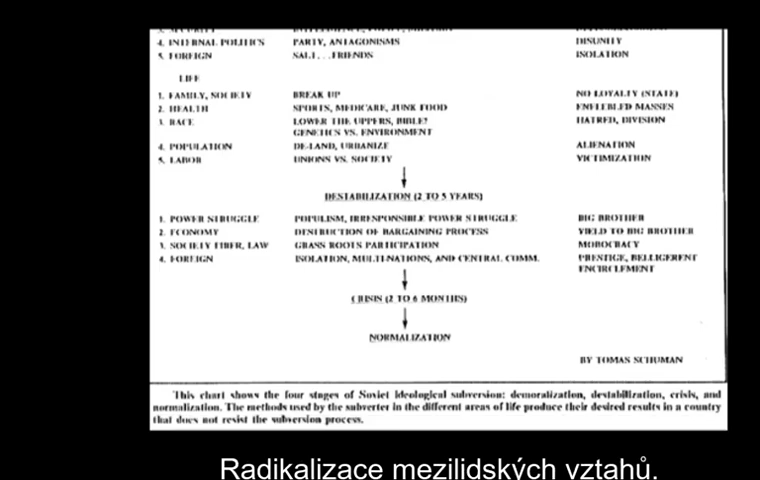 4. INTERNAL POLITICS PARTY, ANTAGONISMS DISUNITY
5. FOREIGN SALT...FRIENDS ISOLATION
LIFE
1. FAMILY, SOCIETY BREAK UP NO LOYALTY (STATE)
2. HEALTH SPORTS, MEDICARE, JUNK FOOD ENFEEBLED MASSES
3. RACE LOWER THE UPPERS, BIBLE? HATRED, DIVISION
GENETICS VS. ENVIRONMENT
4. POPULATION DE-LAND, URBANIZE ALIENATION
5. LABOR UNIONS VS. SOCIETY VICTIMIZATION
DESTABILIZATION (2 TO 5 YEARS)
1. POWER STRUGGLE POPULISM, IRRESPONSIBLE POWER STRUGGLE BIG BROTHER
2. ECONOMY DESTRUCTION OF BARGAINING PROCESS YIELD TO BIG BROTHER
3. SOCIETY FIBER, LAW GRASS ROOTS PARTICIPATION MOBOCRACY
4. FOREIGN ISOLATION, MULTI-NATIONS, AND CENTRAL COMM. PRESTIGE, BELLIGERENT
ENCIRCLEMENT
CRISIS (2 TO 6 MONTHS)
NORMALIZATION
BY TOMAS SCHUMAN
This chart shows the four stages of Soviet Ideological subversion: demoralization, destabilization, crisis, and
normalization. The methods used by the subverter in the different areas of life produce their desired results in a country
that does not resist the subversion process.
Radikalizace mezilidských vztahů.